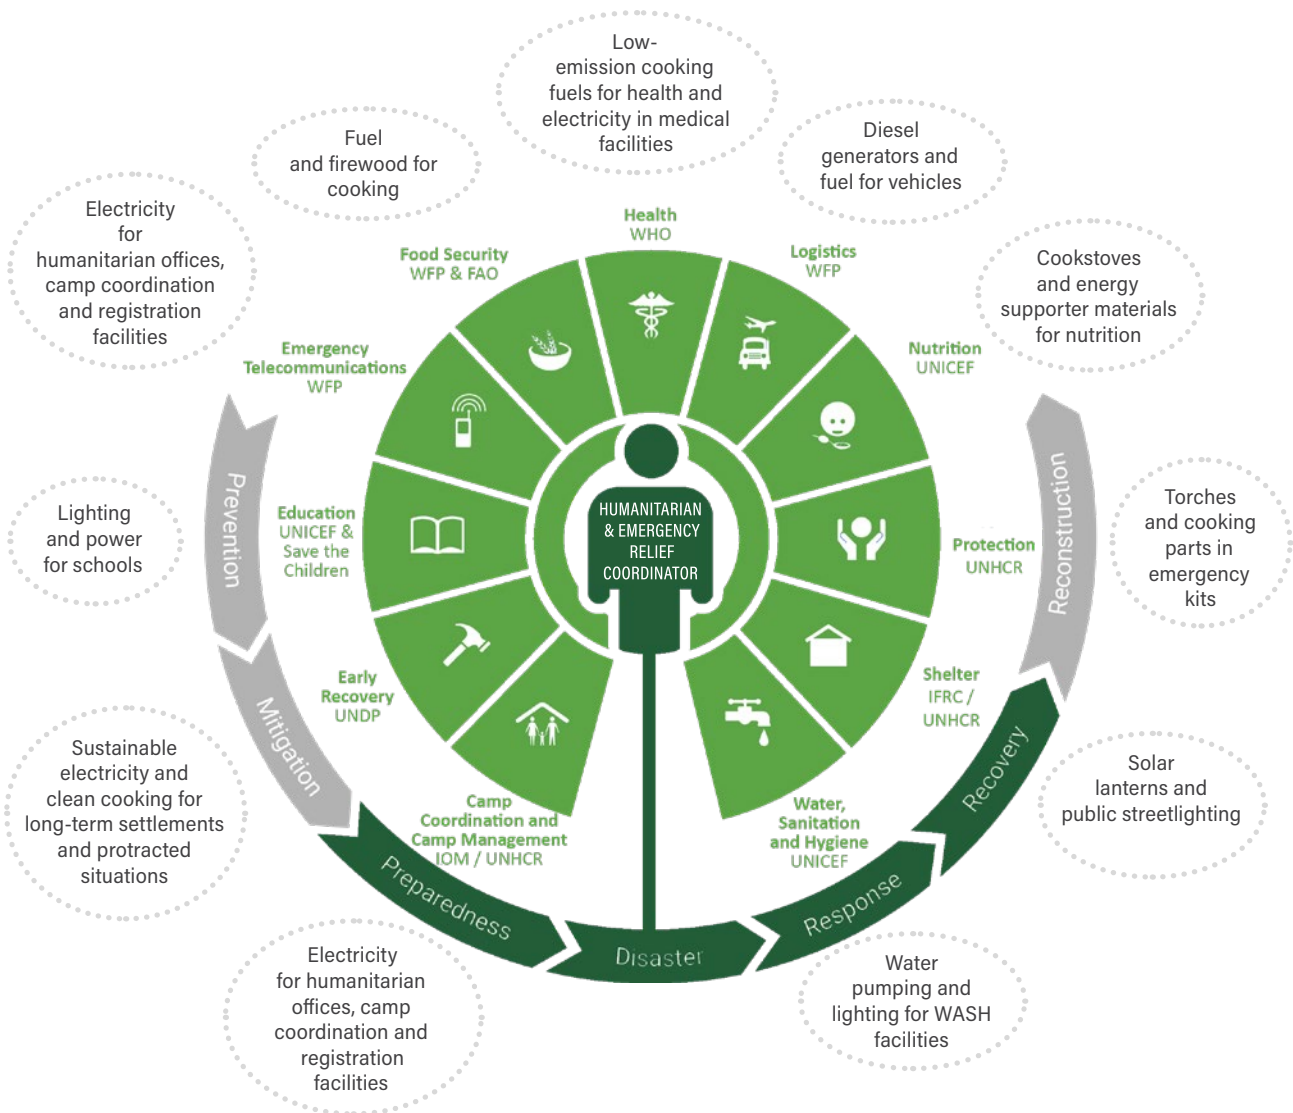 Low-
emission cooking
fuels for health and
electricity in medical
facilities
Fuel
and firewood for
cooking
Diesel
generators and
fuel for vehicles
Electricity
for
humanitarian offices,
camp coordination
and registration
facilities
Cookstoves
and energy
supporter materials
for nutrition
Health
WHO
Food Security
WFP & FAO
Logistics
WFP
Emergency
Telecommunications
WFP
Nutrition
UNICEF
Prevention
Reconstruction
Lighting
and power
for schools
Education
UNICEF &
Save the
Children
HUMANITARIAN
& EMERGENCY
RELIEF
COORDINATOR
Protection
UNHCR
Torches
and cooking
parts in
emergency
kits
Early
Recovery
UNDP
Shelter
IFRC /
UNHCR
Mitigation
Recovery
Sustainable
electricity and
clean cooking for
long-term settlements
and protracted
situations
Camp
Coordination and
Camp Management
IOM / UNHCR
Water,
Sanitation
and Hygiene
UNICEF
Solar
lanterns and
public streetlighting
Preparedness
Disaster
Response
Electricity
for humanitarian
offices, camp
coordination and
registration
facilities
Water
pumping and
lighting for WASH
facilities